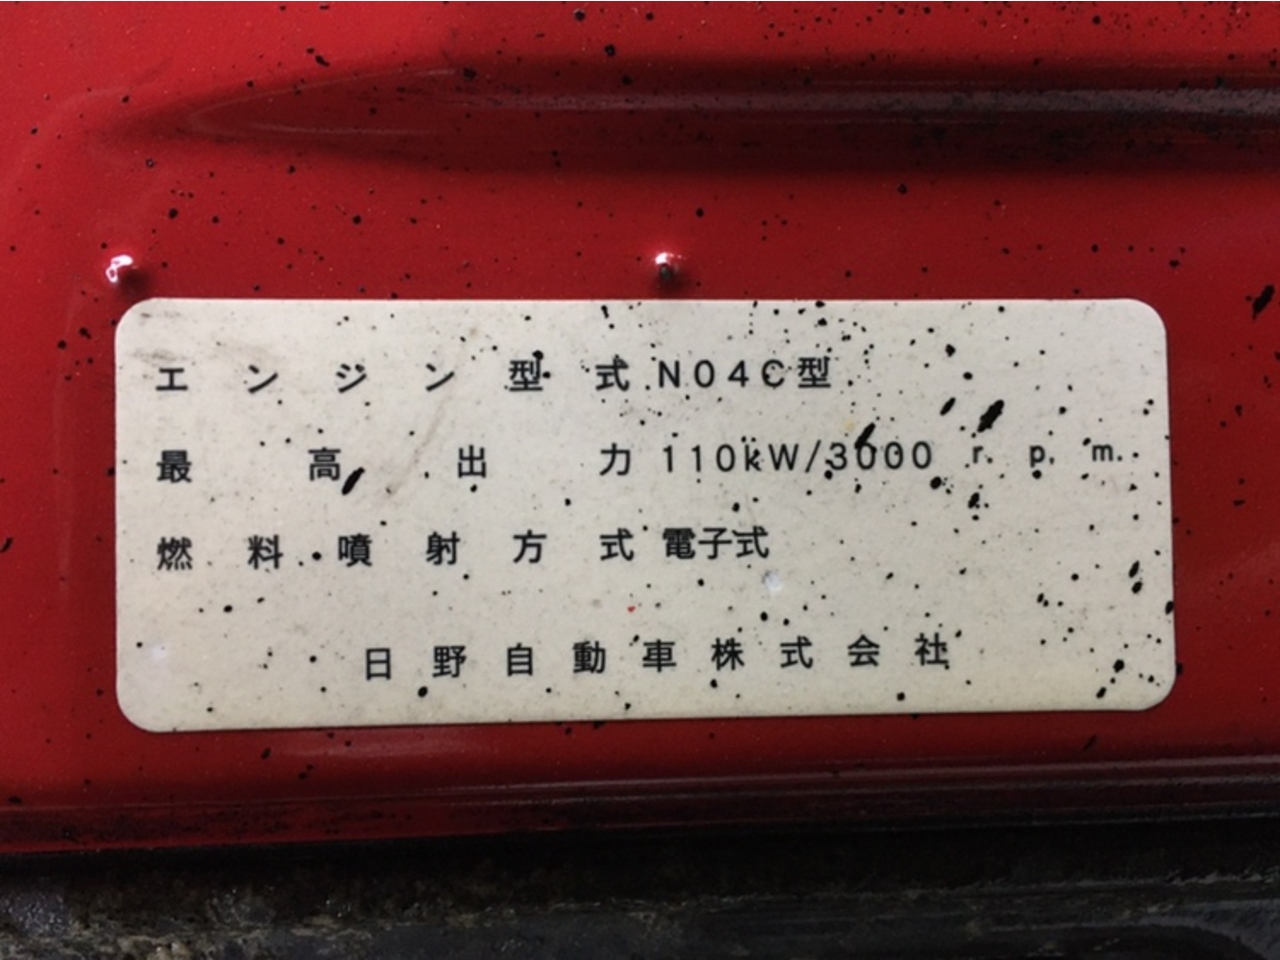 エンジン型式 N04C型
最高出力 110kW/3000 r.p.m.
燃料噴射方式 電子式
日野自動車株式会社